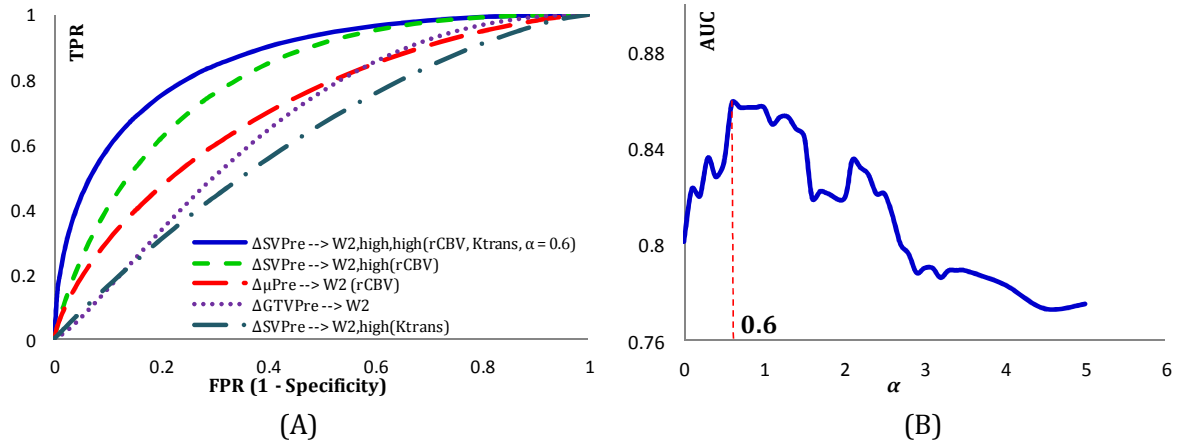 1
0.8
0.6
0.4
0.2
0
TPR
ΔSVPre --> W2,high,high(rCBV, Ktrans, α = 0.6)
ΔSVPre --> W2,high(rCBV)
ΔμPre --> W2 (rCBV)
ΔGTVPre --> W2
ΔSVPre --> W2,high(Ktrans)
0 0.2 0.4 0.6 0.8 1
FPR (1 - Specificity)
(A)
AUC
0.88
0.84
0.8
0.76
0.6
0 1 2 3 4 5 6
α
(B)